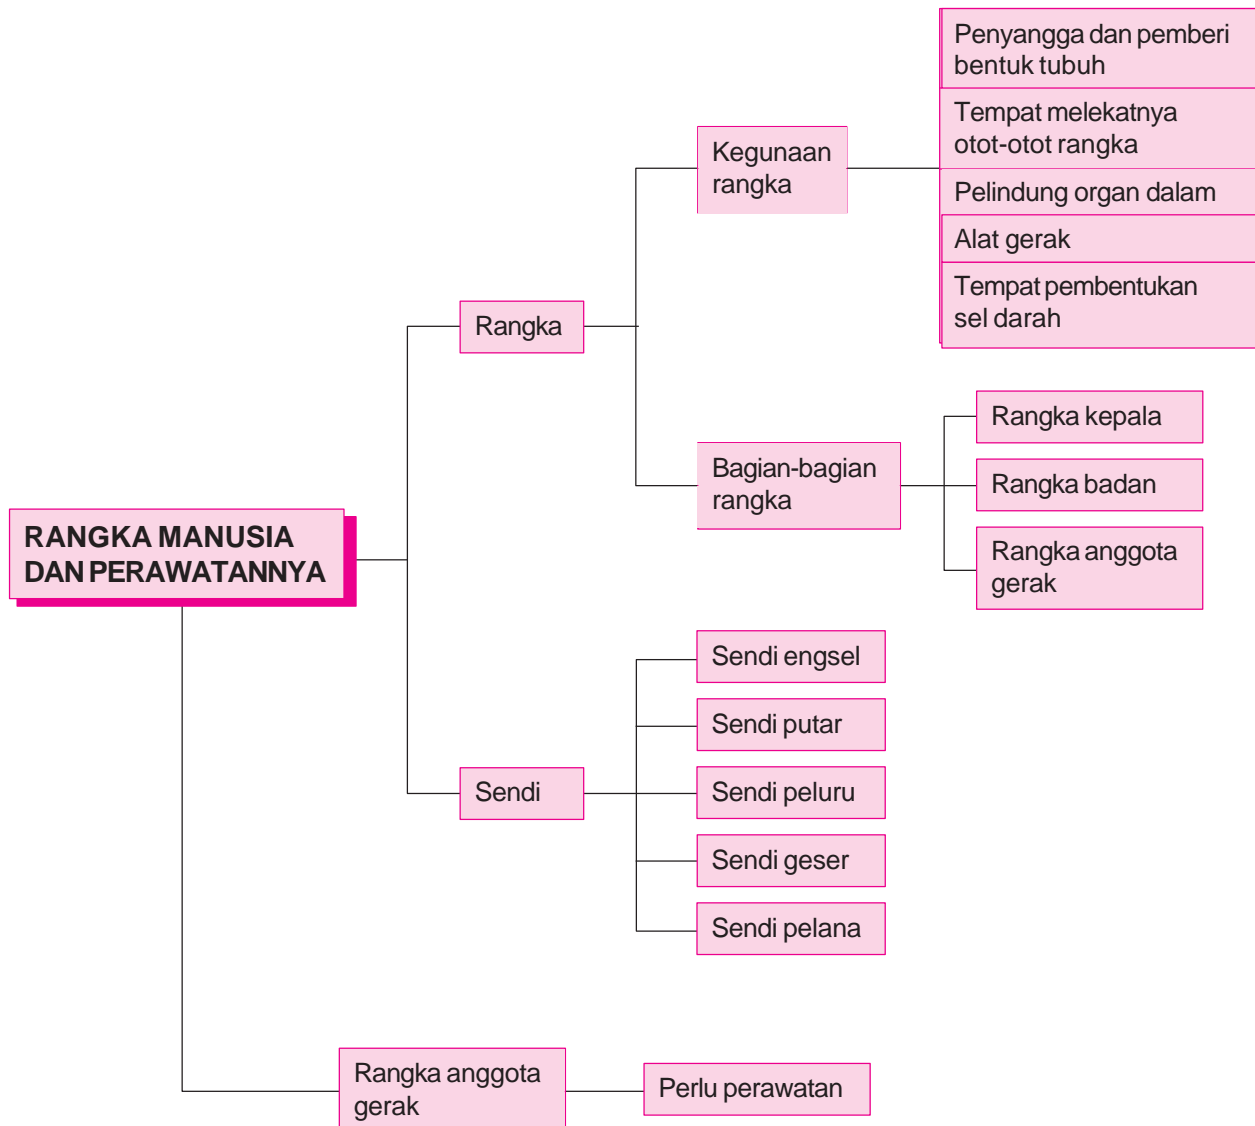 RANGKA MANUSIA
DAN PERAWATANNYA
Rangka
Kegunaan
rangka
Penyangga dan pemberi
bentuk tubuh
Tempat melekatnya
otot-otot rangka
Pelindung organ dalam
Alat gerak
Tempat pembentukan
sel darah
Bagian-bagian
rangka
Rangka kepala
Rangka badan
Rangka anggota
gerak
Sendi
Sendi engsel
Sendi putar
Sendi peluru
Sendi geser
Sendi pelana
Rangka anggota
gerak
Perlu perawatan